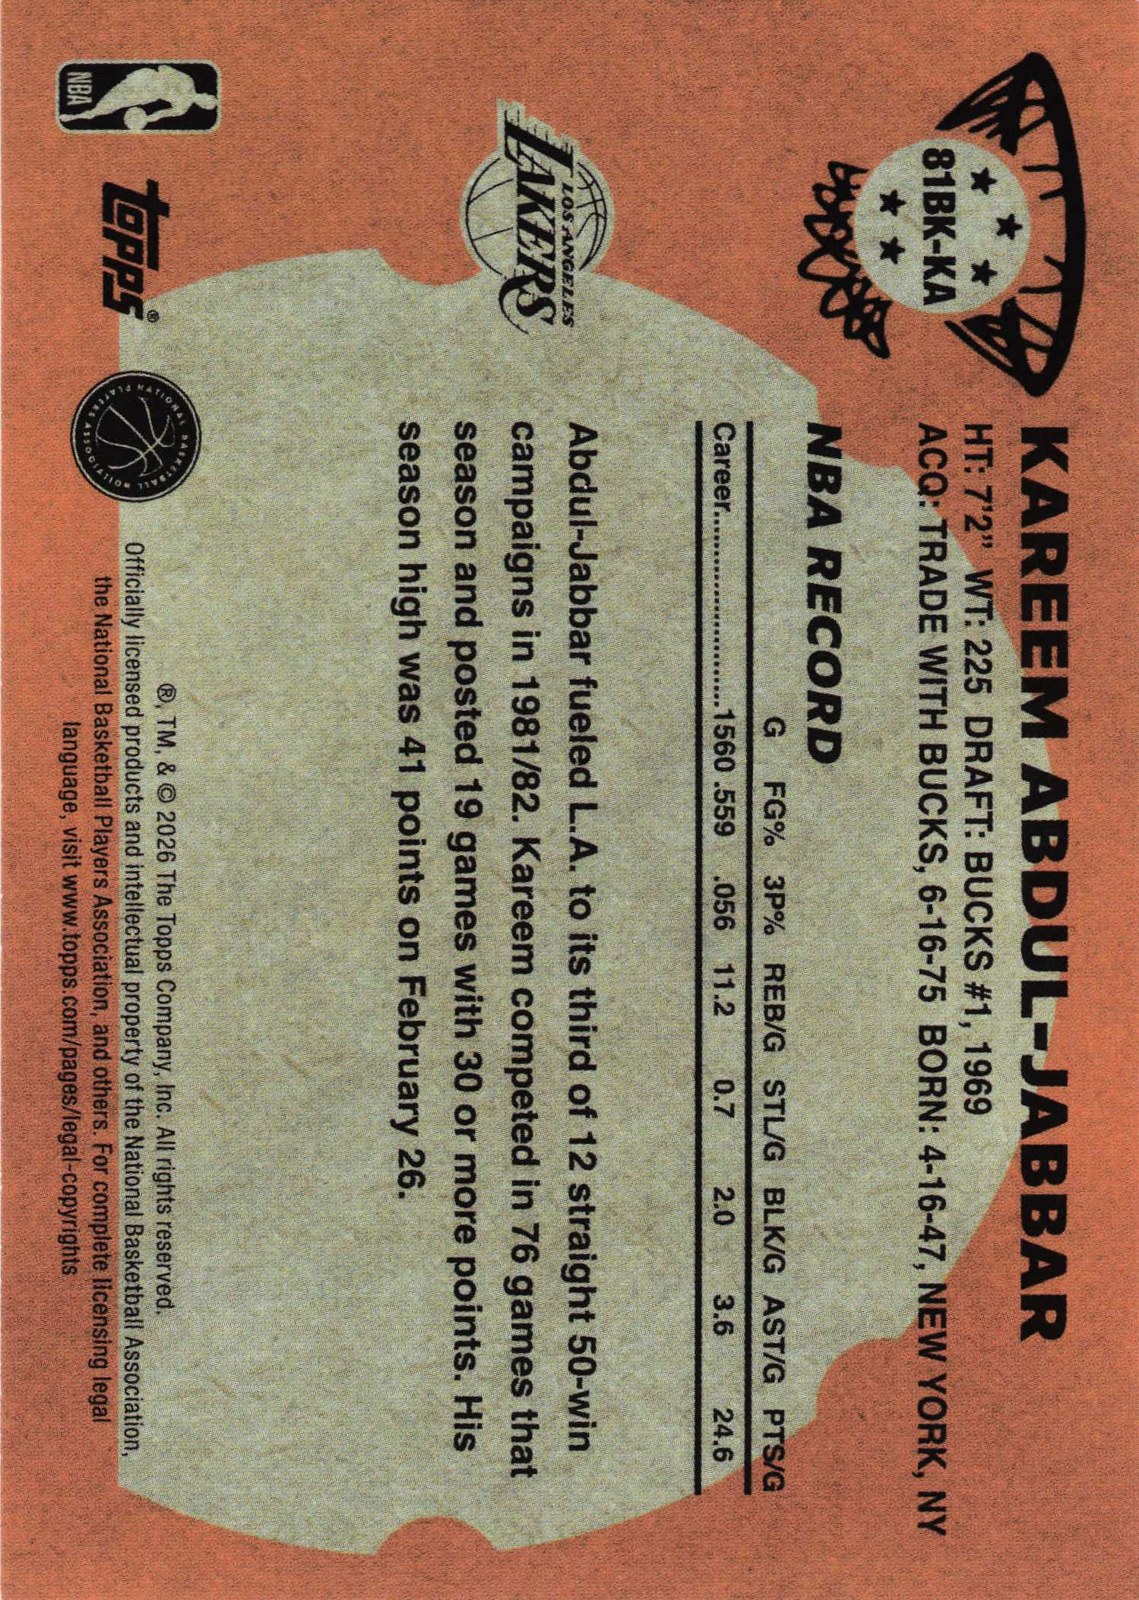 81BK-KA
KAREEM ABDUL-JABBAR
HT: 7'2" WT: 225 DRAFT: BUCKS #1, 1969
ACQ: TRADE WITH BUCKS, 6-16-75 BORN: 4-16-47, NEW YORK, NY
NBA RECORD
G FG% 3P% REB/G STL/G BLK/G AST/G PTS/G
Career........................1560 .559 .056 11.2 0.7 2.0 3.6 24.6
LOS ANGELES
LAKERS
Abdul-Jabbar fueled L.A. to its third of 12 straight 50-win
campaigns in 1981/82. Kareem competed in 76 games that
season and posted 19 games with 30 or more points. His
season high was 41 points on February 26.
NBA
Topps®
NATIONAL BASKETBALL PLAYERS ASSOCIATION
®, TM, & © 2026 The Topps Company, Inc. All rights reserved.
Officially licensed products and intellectual property of the National Basketball Association,
the National Basketball Players Association, and others. For complete licensing legal
language, visit www.topps.com/pages/legal-copyrights